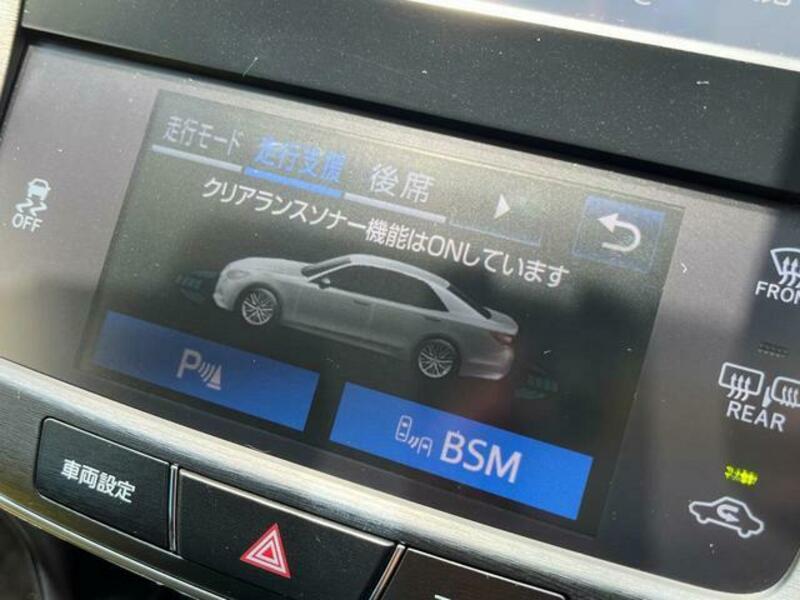 走行モード 走行支援 後席
クリアランスソナー機能はONしています
OFF
P
BSM
FRON
REAR
車両設定